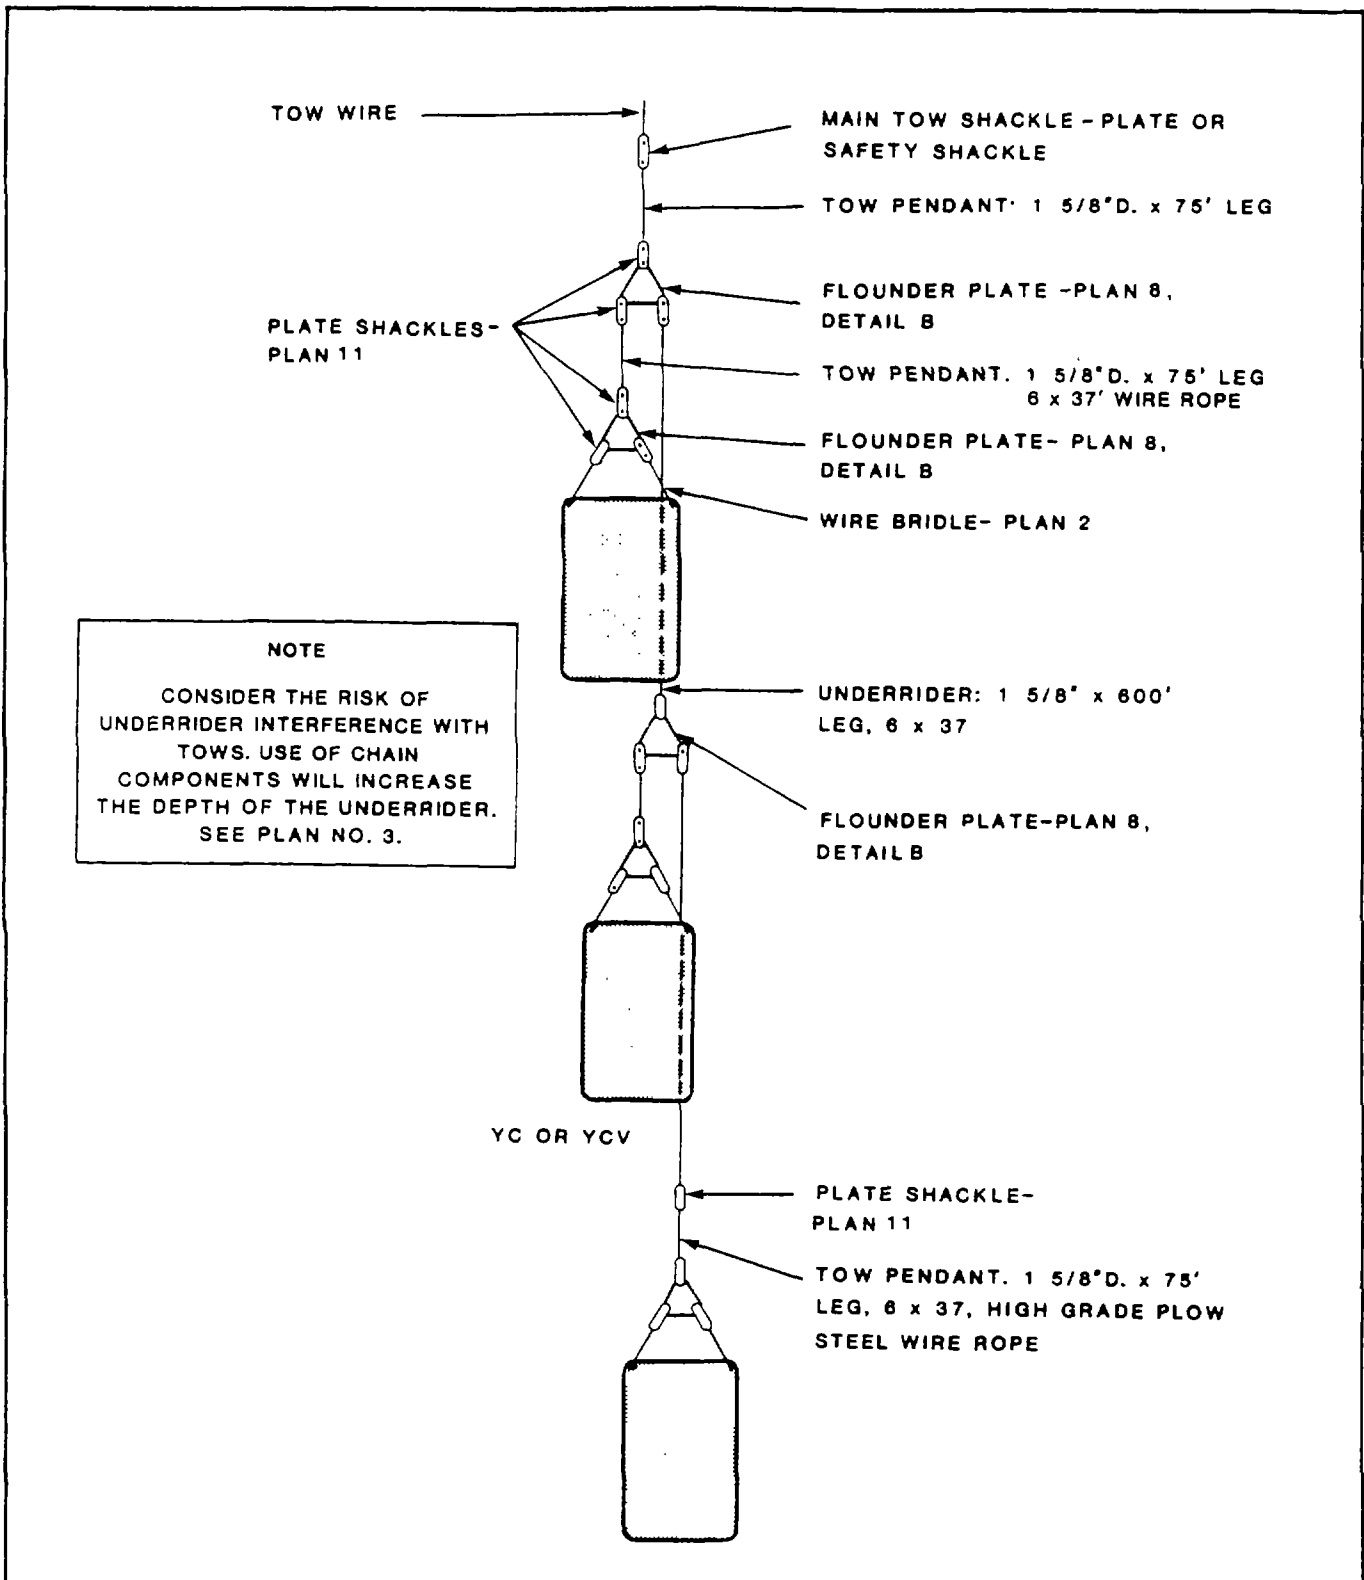 TOW WIRE
MAIN TOW SHACKLE - PLATE OR
SAFETY SHACKLE
TOW PENDANT· 1 5/8"D. x 75' LEG
FLOUNDER PLATE - PLAN 8,
DETAIL B
PLATE SHACKLES-
PLAN 11
TOW PENDANT. 1 5/8"D. x 75' LEG
6 x 37' WIRE ROPE
FLOUNDER PLATE- PLAN 8,
DETAIL B
WIRE BRIDLE- PLAN 2
NOTE
CONSIDER THE RISK OF
UNDERRIDER INTERFERENCE WITH
TOWS. USE OF CHAIN
COMPONENTS WILL INCREASE
THE DEPTH OF THE UNDERRIDER.
SEE PLAN NO. 3.
UNDERRIDER: 1 5/8" x 600'
LEG, 6 x 37
FLOUNDER PLATE-PLAN 8,
DETAIL B
YC OR YCV
PLATE SHACKLE-
PLAN 11
TOW PENDANT. 1 5/8"D. x 75'
LEG, 6 x 37, HIGH GRADE PLOW
STEEL WIRE ROPE